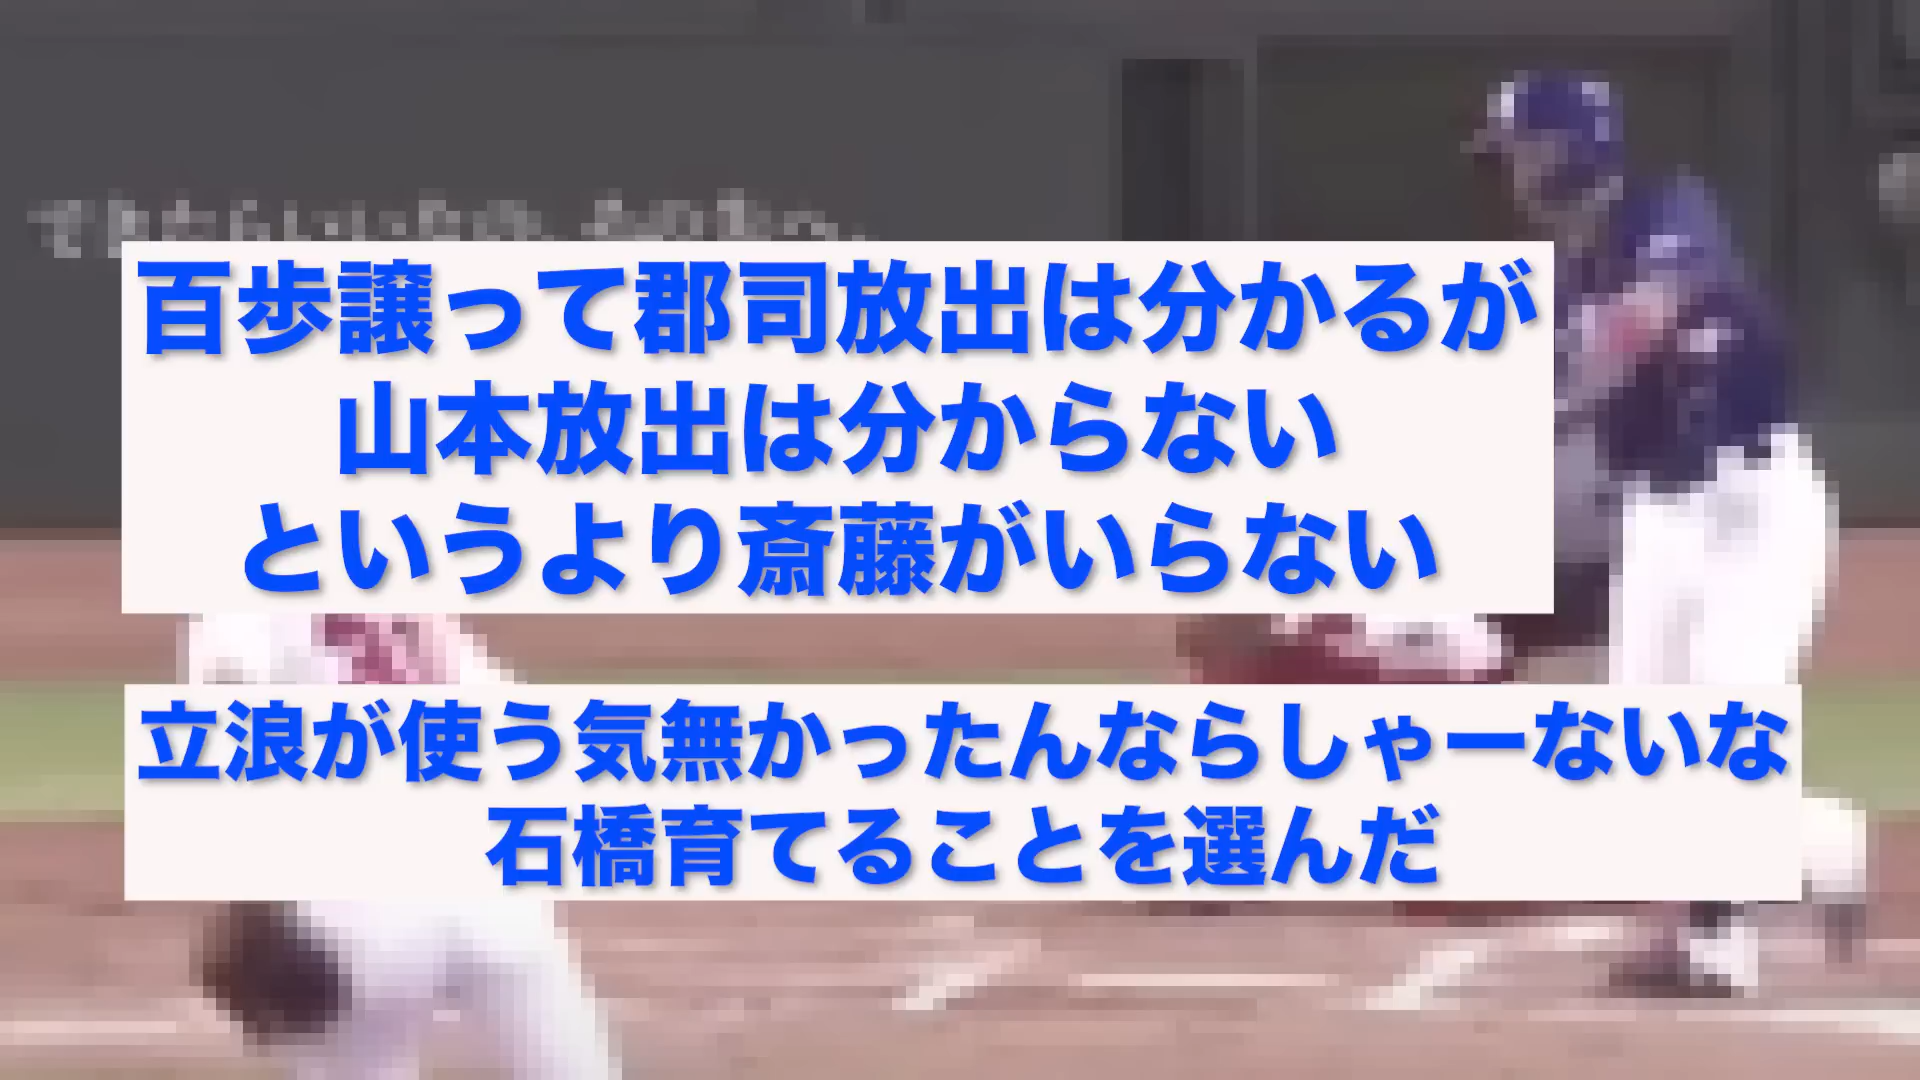 百歩譲って郡司放出は分かるが
山本放出は分からない
というより斎藤がいらない
立浪が使う気無かったんならしゃーないな
石橋育てることを選んだ